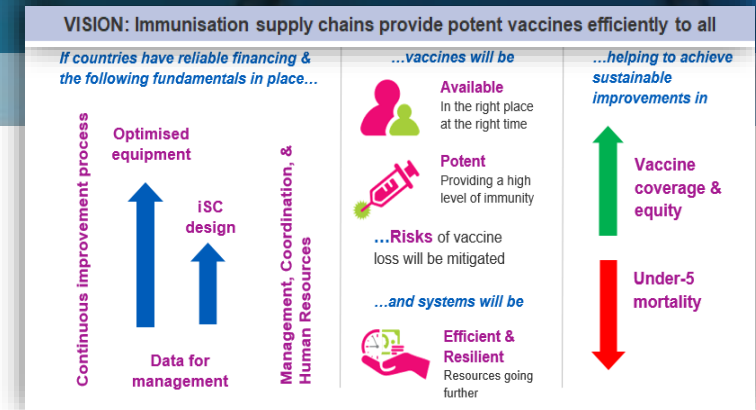 VISION: Immunisation supply chains provide potent vaccines efficiently to all
If countries have reliable financing &
the following fundamentals in place…
Continuous improvement process
Optimised
equipment
iSC
design
Data for
management
Management, Coordination, &
Human Resources
…vaccines will be
Available
In the right place
at the right time
Potent
Providing a high
level of immunity
…Risks of vaccine
loss will be mitigated
…and systems will be
Efficient &
Resilient
Resources going
further
…helping to achieve
sustainable
improvements in
Vaccine
coverage &
equity
Under-5
mortality